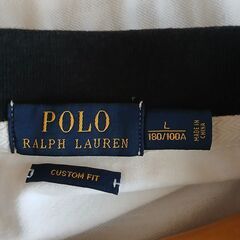 POLO
RALPH LAUREN
L
180/100A
MADE IN
CHINA
CUSTOM FIT